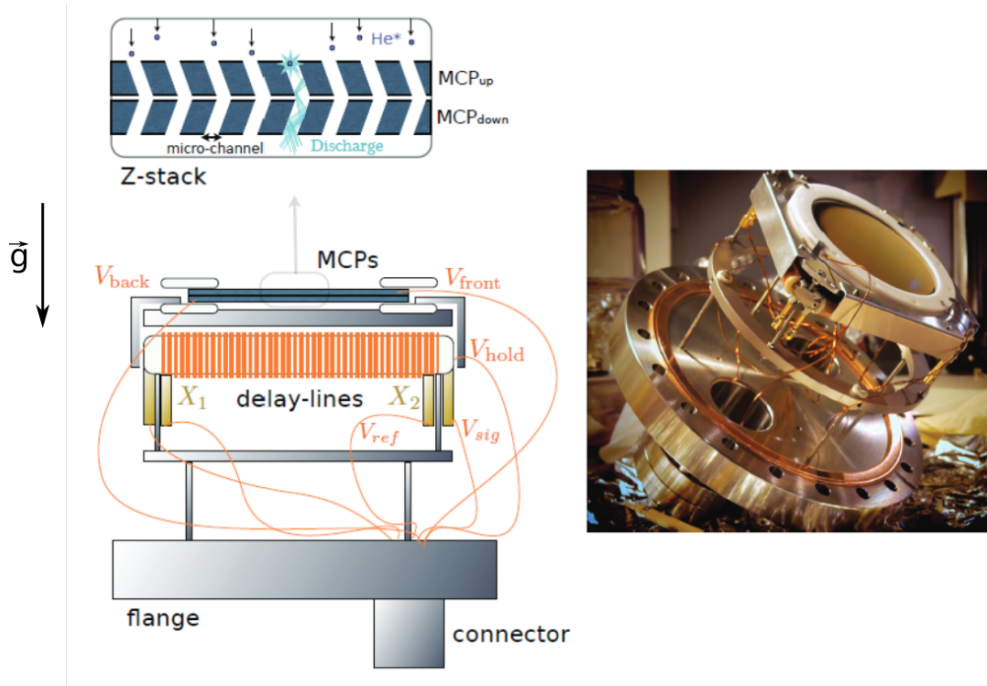 He*
MCPup
MCPdown
micro-channel
Discharge
Z-stack
g
MCPs
Vback
Vfront
Vhold
X1
delay-lines
X2
Vref
Vsig
flange
connector